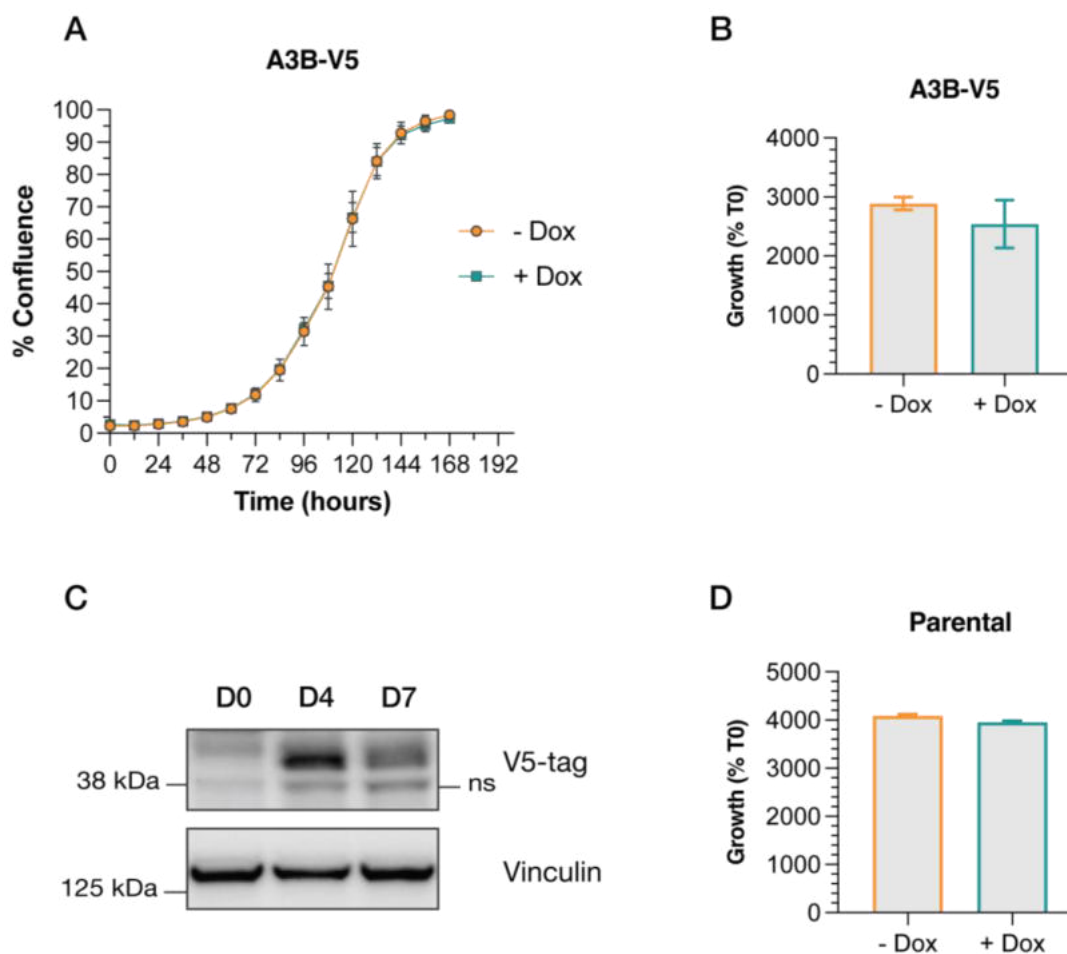 A
A3B-V5
% Confluence
100
90
80
70
60
50
40
30
20
10
0
0 24 48 72 96 120 144 168 192
Time (hours)
- Dox
+ Dox
B
A3B-V5
Growth (% T0)
4000
3000
2000
1000
0
- Dox + Dox
C
D0 D4 D7
V5-tag
38 kDa
ns
Vinculin
125 kDa
D
Parental
Growth (% T0)
5000
4000
3000
2000
1000
0
- Dox + Dox